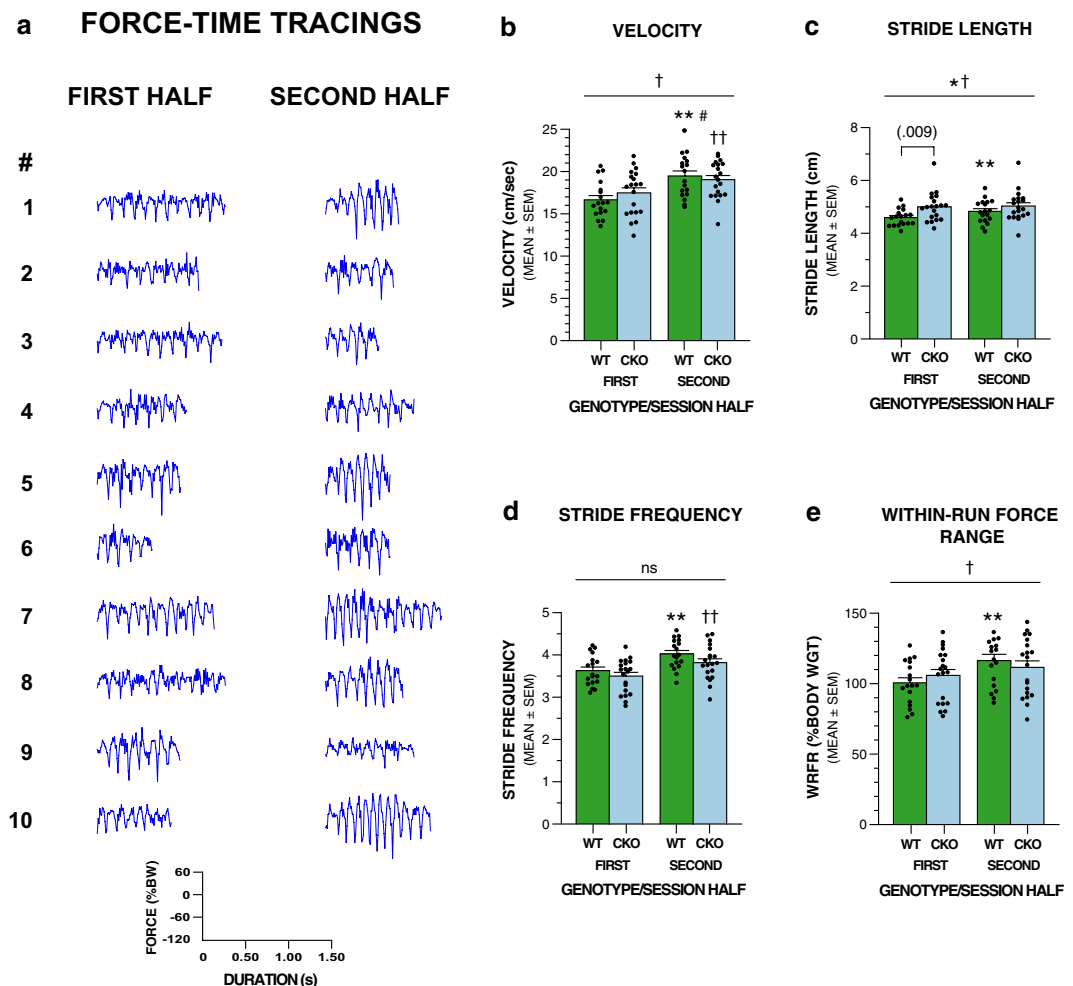 a FORCE-TIME TRACINGS
FIRST HALF SECOND HALF
#
1
2
3
4
5
6
7
8
9
10
FORCE (%BW)
60
0
-60
-120
0 0.50 1.00 1.50
DURATION (s)
b VELOCITY
†
** #
††
VELOCITY (cm/sec)
(MEAN ± SEM)
25
20
15
10
5
0
WT CKO WT CKO
FIRST SECOND
GENOTYPE/SESSION HALF
c STRIDE LENGTH
*†
(.009)
**
STRIDE LENGTH (cm)
(MEAN ± SEM)
8
6
4
2
0
WT CKO WT CKO
FIRST SECOND
GENOTYPE/SESSION HALF
d STRIDE FREQUENCY
ns
** ††
STRIDE FREQUENCY
(MEAN ± SEM)
5
4
3
2
1
0
WT CKO WT CKO
FIRST SECOND
GENOTYPE/SESSION HALF
e WITHIN-RUN FORCE
RANGE
†
**
WRFR (%BODY WGT)
(MEAN ± SEM)
150
100
50
0
WT CKO WT CKO
FIRST SECOND
GENOTYPE/SESSION HALF